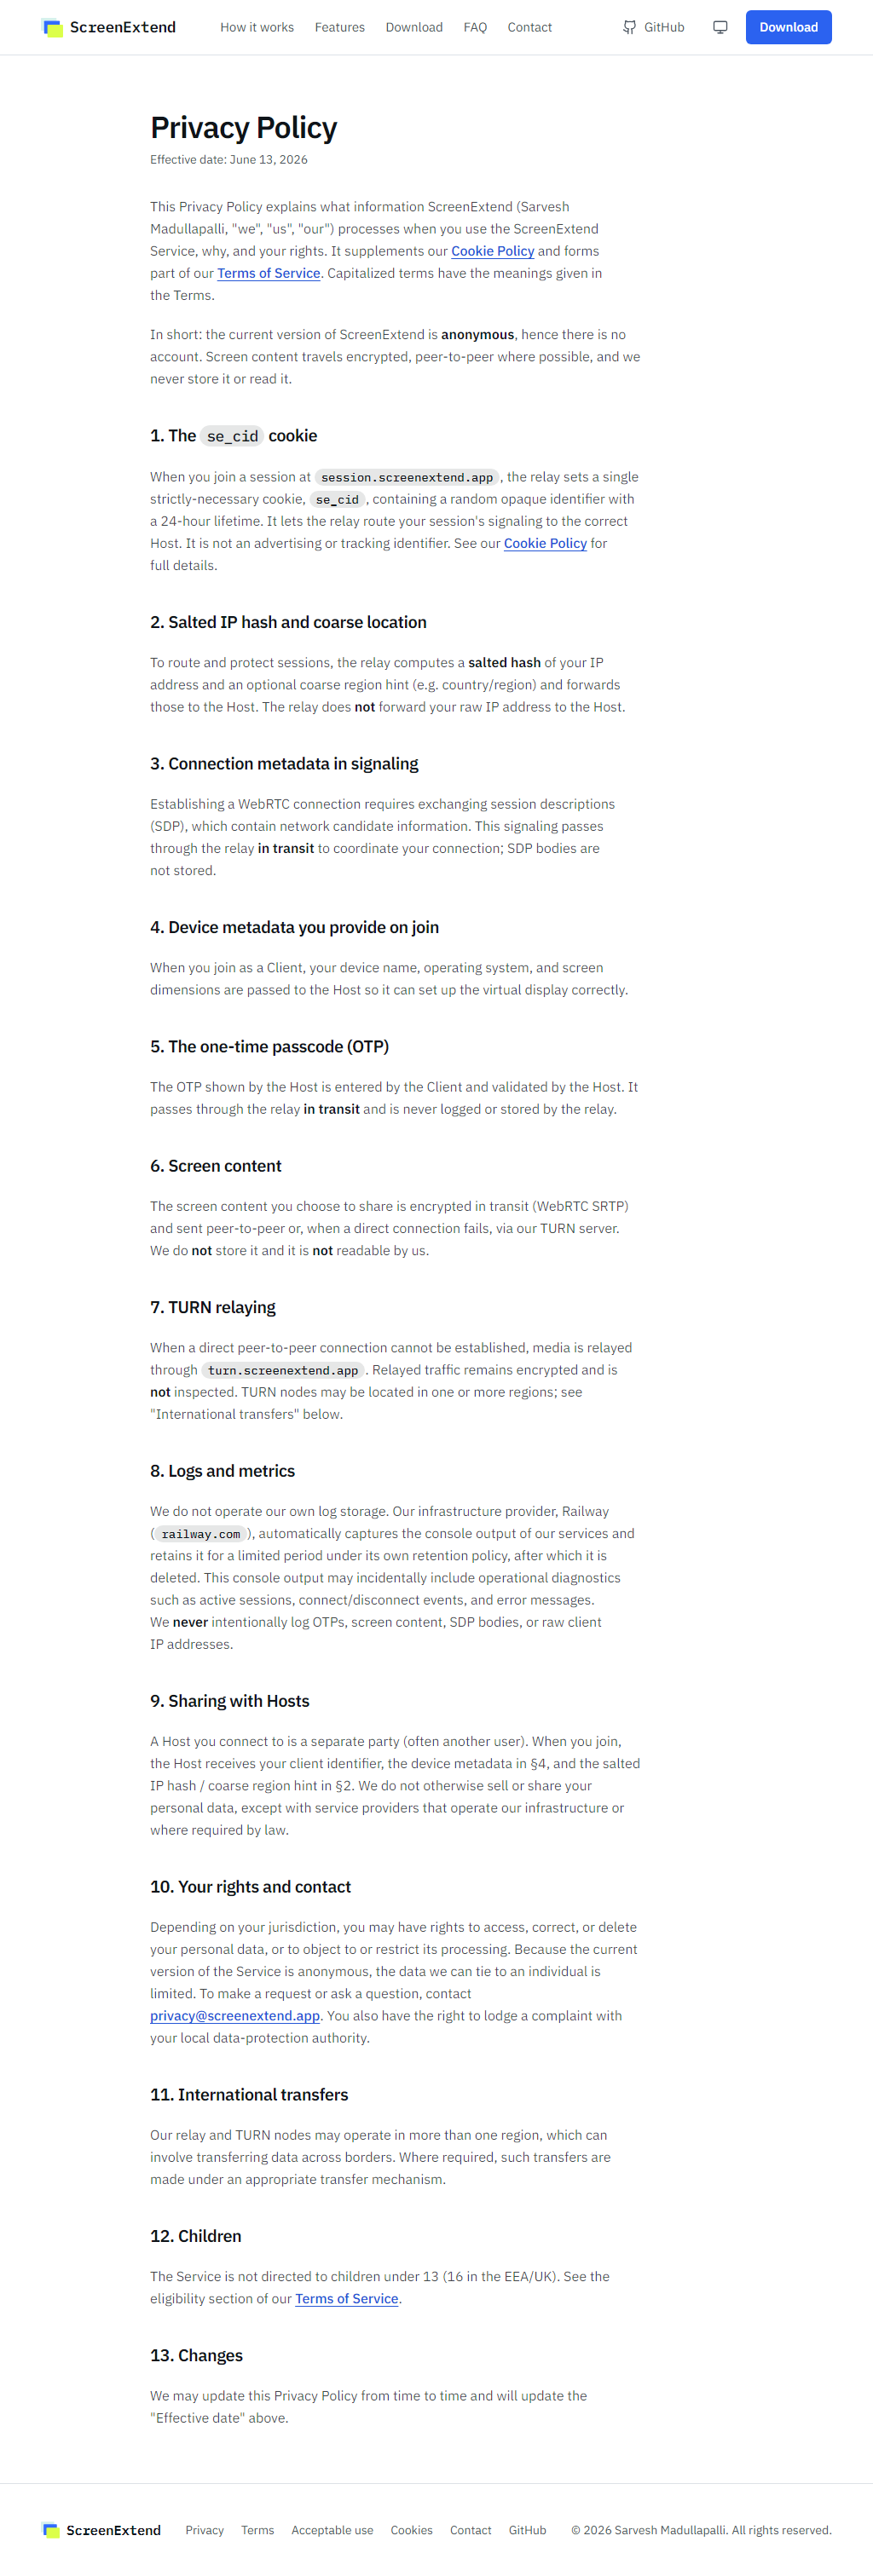 ScreenExtend How it works Features Download FAQ Contact GitHub Download
Privacy Policy
Effective date: June 13, 2026
This Privacy Policy explains what information ScreenExtend (Sarvesh
Madullapalli, "we", "us", "our") processes when you use the ScreenExtend
Service, why, and your rights. It supplements our Cookie Policy and forms
part of our Terms of Service. Capitalized terms have the meanings given in
the Terms.
In short: the current version of ScreenExtend is anonymous, hence there is no
account. Screen content travels encrypted, peer-to-peer where possible, and we
never store it or read it.
1. The se_cid cookie
When you join a session at session.screenextend.app, the relay sets a single
strictly-necessary cookie, se_cid, containing a random opaque identifier with
a 24-hour lifetime. It lets the relay route your session's signaling to the correct
Host. It is not an advertising or tracking identifier. See our Cookie Policy for
full details.
2. Salted IP hash and coarse location
To route and protect sessions, the relay computes a salted hash of your IP
address and an optional coarse region hint (e.g. country/region) and forwards
those to the Host. The relay does not forward your raw IP address to the Host.
3. Connection metadata in signaling
Establishing a WebRTC connection requires exchanging session descriptions
(SDP), which contain network candidate information. This signaling passes
through the relay in transit to coordinate your connection; SDP bodies are
not stored.
4. Device metadata you provide on join
When you join as a Client, your device name, operating system, and screen
dimensions are passed to the Host so it can set up the virtual display correctly.
5. The one-time passcode (OTP)
The OTP shown by the Host is entered by the Client and validated by the Host. It
passes through the relay in transit and is never logged or stored by the relay.
6. Screen content
The screen content you choose to share is encrypted in transit (WebRTC SRTP)
and sent peer-to-peer or, when a direct connection fails, via our TURN server.
We do not store it and it is not readable by us.
7. TURN relaying
When a direct peer-to-peer connection cannot be established, media is relayed
through turn.screenextend.app. Relayed traffic remains encrypted and is
not inspected. TURN nodes may be located in one or more regions; see
"International transfers" below.
8. Logs and metrics
We do not operate our own log storage. Our infrastructure provider, Railway
(railway.com), automatically captures the console output of our services and
retains it for a limited period under its own retention policy, after which it is
deleted. This console output may incidentally include operational diagnostics
such as active sessions, connect/disconnect events, and error messages.
We never intentionally log OTPs, screen content, SDP bodies, or raw client
IP addresses.
9. Sharing with Hosts
A Host you connect to is a separate party (often another user). When you join,
the Host receives your client identifier, the device metadata in §4, and the salted
IP hash / coarse region hint in §2. We do not otherwise sell or share your
personal data, except with service providers that operate our infrastructure or
where required by law.
10. Your rights and contact
Depending on your jurisdiction, you may have rights to access, correct, or delete
your personal data, or to object to or restrict its processing. Because the current
version of the Service is anonymous, the data we can tie to an individual is
limited. To make a request or ask a question, contact
privacy@screenextend.app. You also have the right to lodge a complaint with
your local data-protection authority.
11. International transfers
Our relay and TURN nodes may operate in more than one region, which can
involve transferring data across borders. Where required, such transfers are
made under an appropriate transfer mechanism.
12. Children
The Service is not directed to children under 13 (16 in the EEA/UK). See the
eligibility section of our Terms of Service.
13. Changes
We may update this Privacy Policy from time to time and will update the
"Effective date" above.
ScreenExtend Privacy Terms Acceptable use Cookies Contact GitHub © 2026 Sarvesh Madullapalli. All rights reserved.